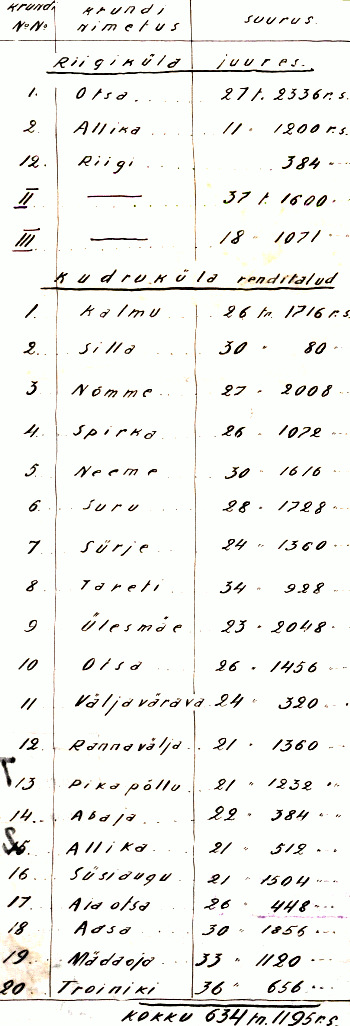 krundi krundi suurus.
№№ nimetus
Riigiküla juures.
1. Otsa 27 t. 2336 r.s.
2. Allika 11 " 1200 r.s.
12. Riigi 384 "
II —— 37 t. 1600 "
III —— 18 " 1071 "
Kudruküla renditalud
1. Kalmu 26 tn. 1716 r.s
2. Silla 30 " 80 "
3 Nõmme 27 " 2008 "
4. Spirka 26 " 1072 "
5 Neeme 30 " 1616 "
6 Suru 28 " 1728 "
7 Sürje 24 " 1360 "
8 Tareti 34 " 928 "
9 Ülesmäe 23 " 2048 "
10 Otsa 26 " 1456 "
11 Väljavärava 24 " 320 "
12 Rannavälja 21 " 1360 "
13 Pikapõllu 21 " 1232 "
14. Abaja 22 " 384 "
15. Allika 21 " 512 "
16 Süsiaugu 21 " 1504 "
17 Aiaotsa 26 " 448 "
18 Aasa 30 " 1856 "
19. Mädaoja 33 " 1120 "
20. Troiniki 36 " 656 "
Kokku 634 tn. 1195 r.s.